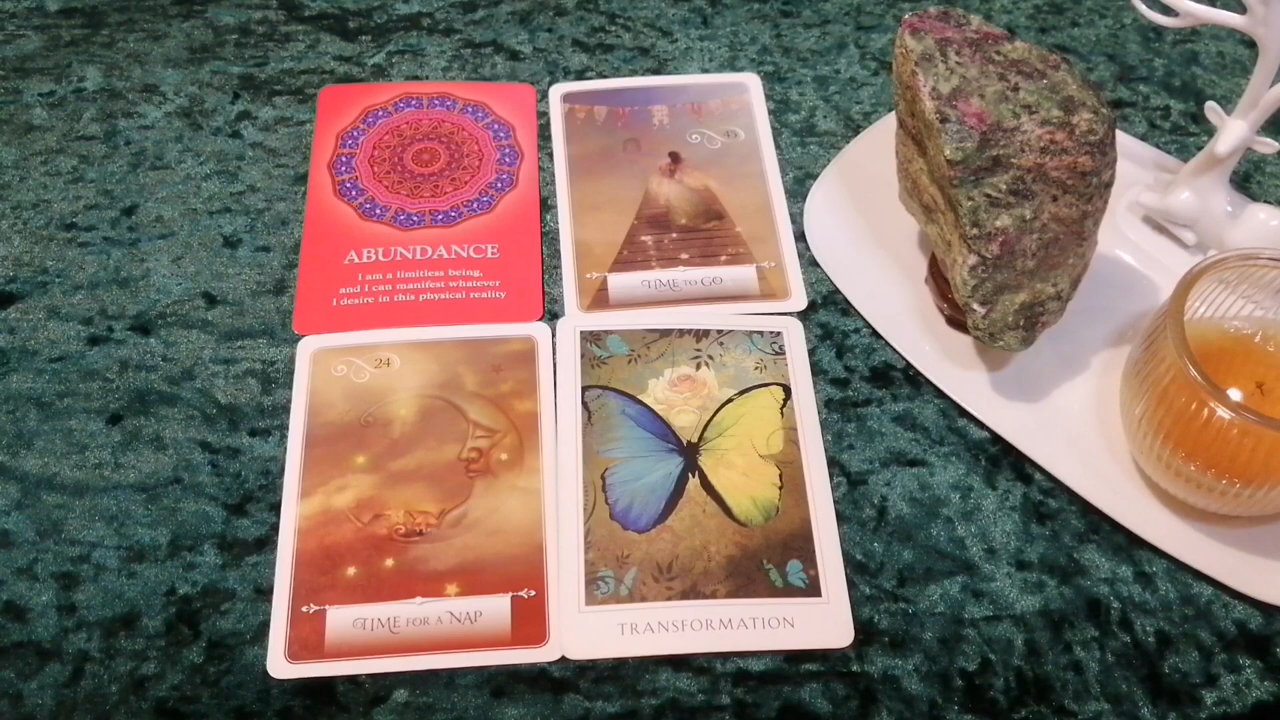 ABUNDANCE
I am a limitless being,
and I can manifest whatever
I desire in this physical reality
45
TIME TO GO
24
TIME FOR A NAP
TRANSFORMATION